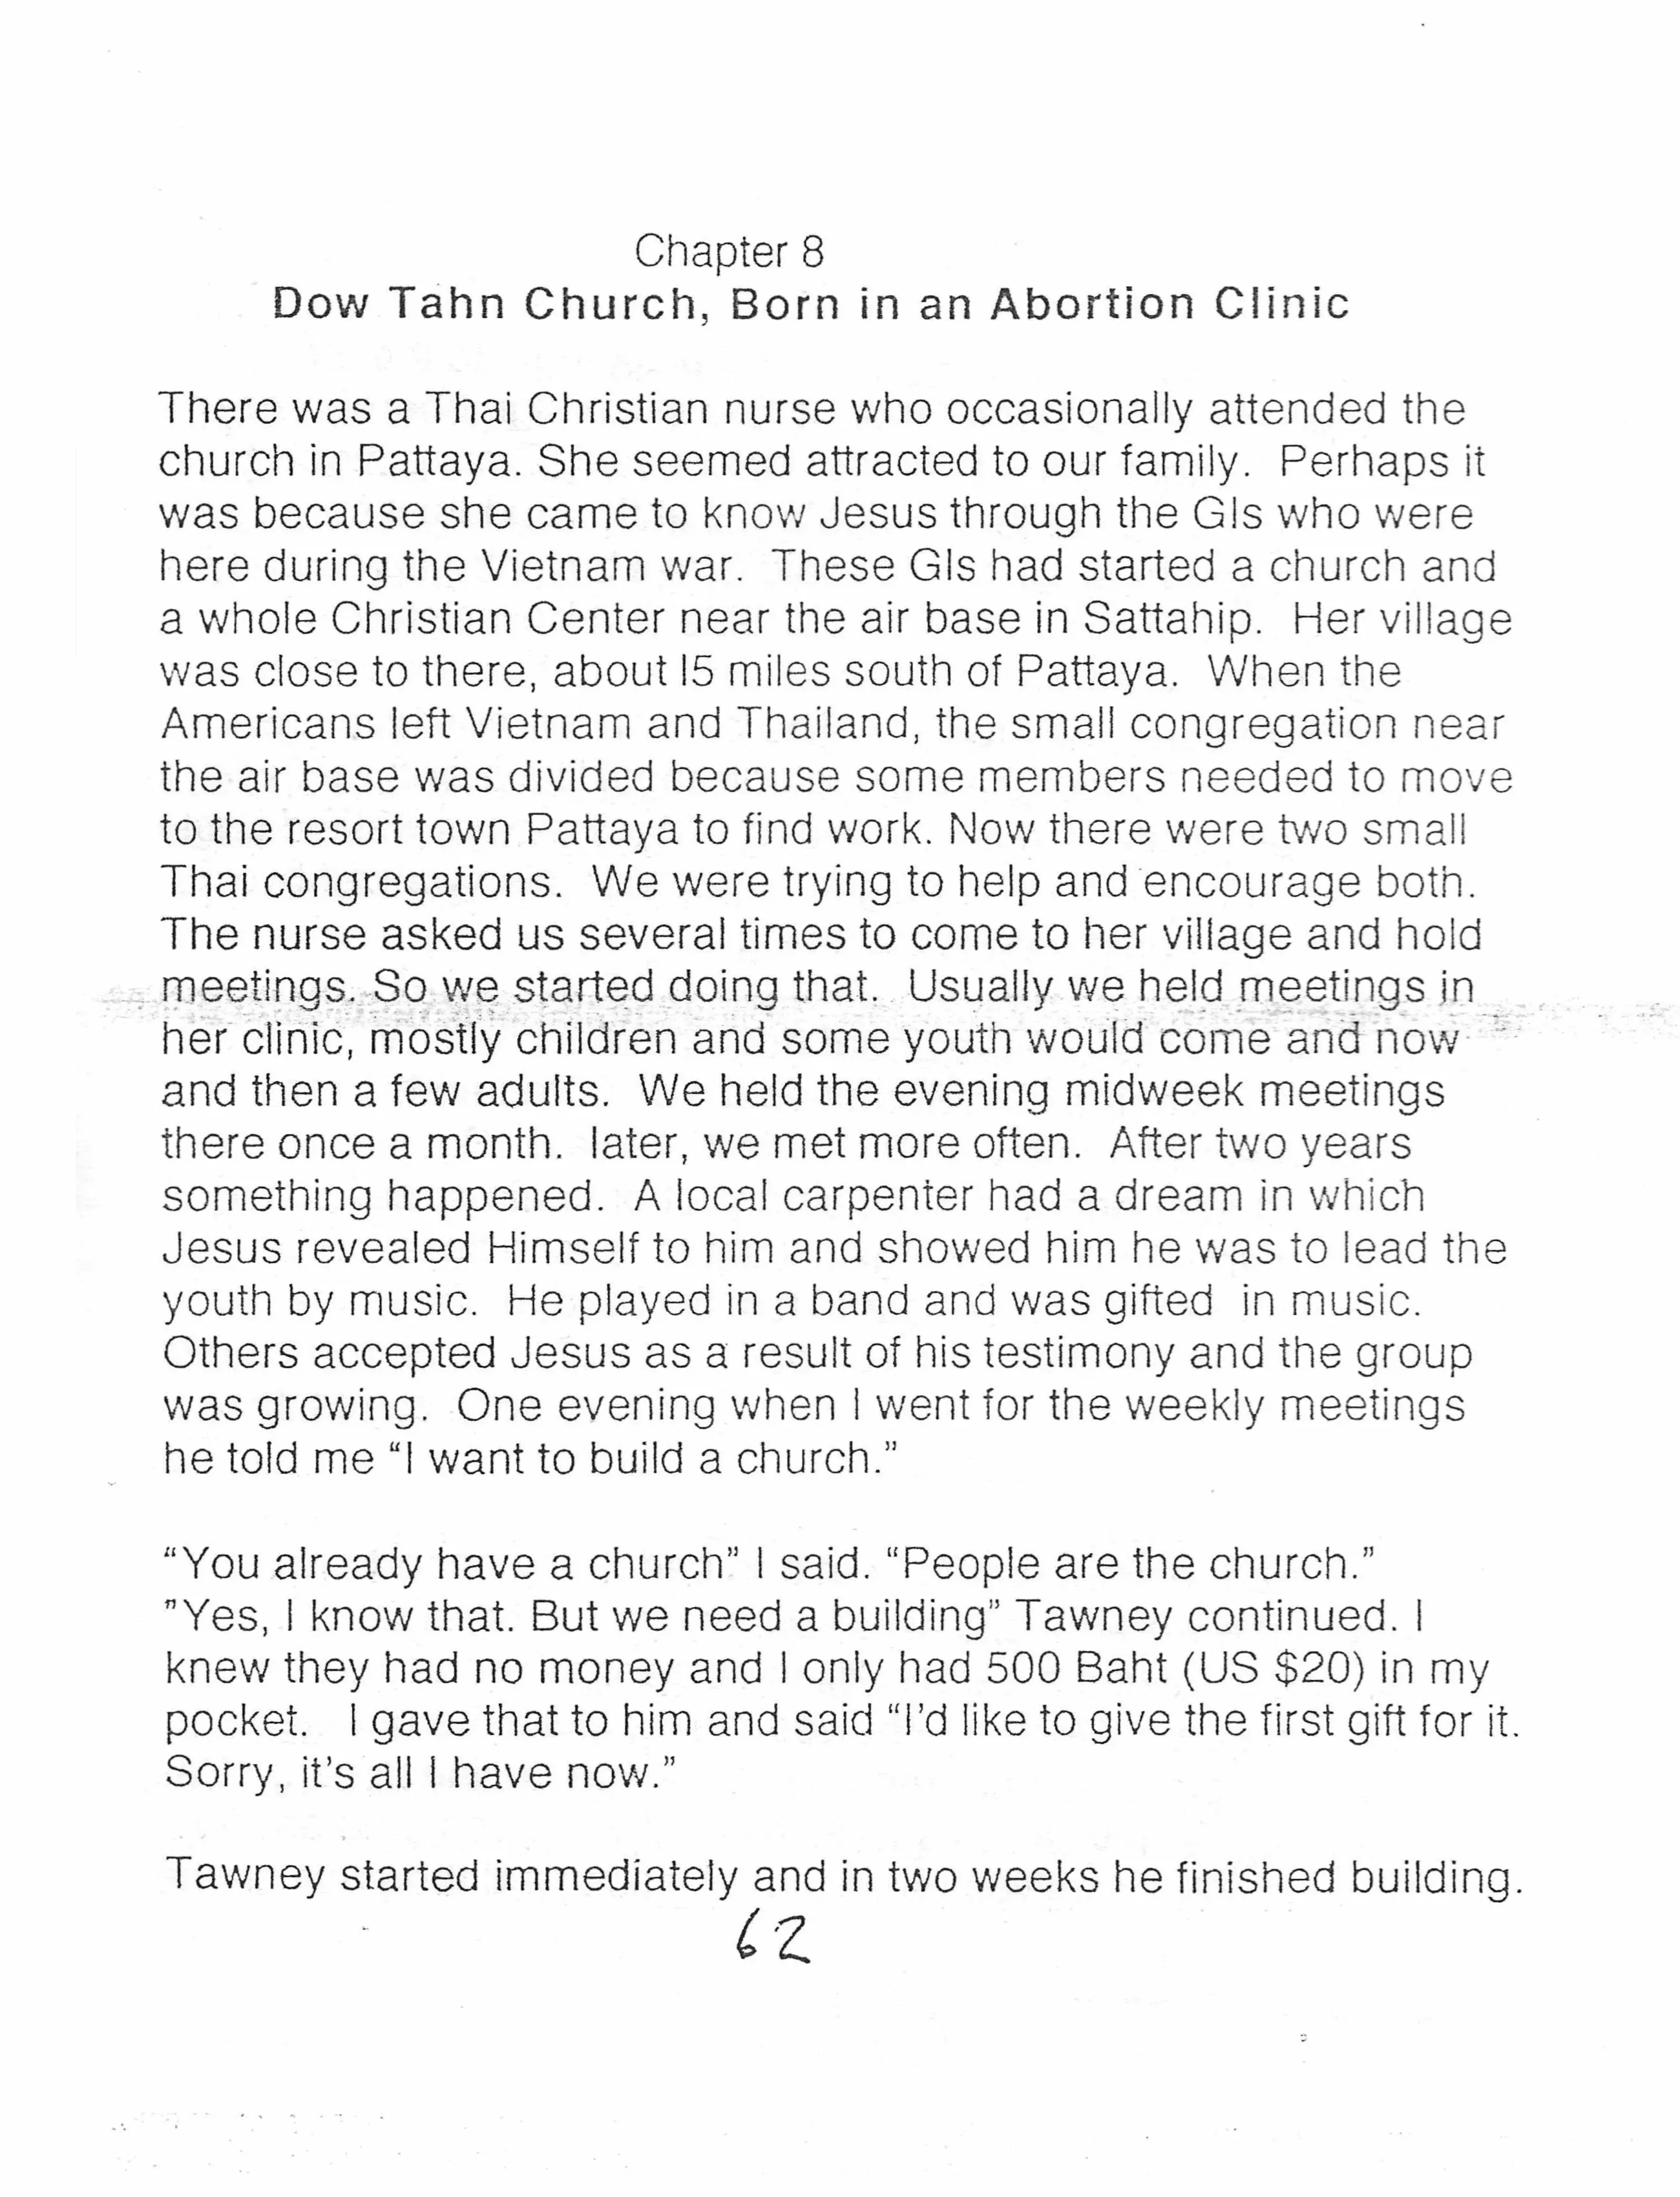 Chapter 8
Dow Tahn Church, Born in an Abortion Clinic
There was a Thai Christian nurse who occasionally attended the
church in Pattaya. She seemed attracted to our family. Perhaps it
was because she came to know Jesus through the GIs who were
here during the Vietnam war. These GIs had started a church and
a whole Christian Center near the air base in Sattahip. Her village
was close to there, about l5 miles south of Pattaya. When the
Americans left Vietnam and Thailand, the small congregation near
the air base was divided because some members needed to move
to the resort town Pattaya to find work. Now there were two small
Thai congregations. We were trying to help and encourage both.
The nurse asked us several times to come to her village and hold
meetings. So we started doing that. Usually we held meetings in
her clinic, mostly children and some youth would come and now
and then a few adults. We held the evening midweek meetings
there once a month. later, we met more often. After two years
something happened. A local carpenter had a dream in which
Jesus revealed Himself to him and showed him he was to lead the
youth by music. He played in a band and was gifted in music.
Others accepted Jesus as a result of his testimony and the group
was growing. One evening when I went for the weekly meetings
he told me “I want to build a church.”
“You already have a church” I said. “People are the church.”
”Yes, I know that. But we need a building” Tawney continued. I
knew they had no money and I only had 500 Baht (US $20) in my
pocket. I gave that to him and said “I’d like to give the first gift for it.
Sorry, it’s all I have now.”
Tawney started immediately and in two weeks he finished building.
62